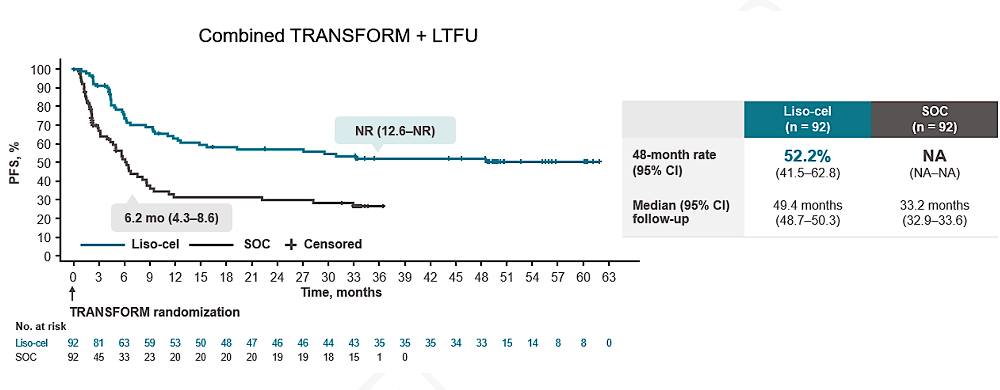 Combined TRANSFORM + LTFU
PFS, %
100
90
80
70
60
50
40
30
20
10
0
NR (12.6–NR)
6.2 mo (4.3–8.6)
Liso-cel SOC Censored
0 3 6 9 12 15 18 21 24 27 30 33 36 39 42 45 48 51 54 57 60 63
Time, months
TRANSFORM randomization
No. at risk
Liso-cel 92 81 63 59 53 50 48 47 46 46 44 43 35 35 35 34 33 15 14 8 8 0
SOC 92 45 33 23 20 20 20 20 19 19 18 15 1 0
Liso-cel SOC
(n = 92) (n = 92)
48-month rate 52.2% NA
(95% CI) (41.5–62.8) (NA–NA)
Median (95% CI) 49.4 months 33.2 months
follow-up (48.7–50.3) (32.9–33.6)